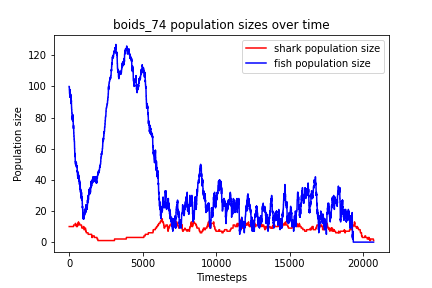 boids_74 population sizes over time
shark population size
fish population size
Population size
120
100
80
60
40
20
0
0 5000 10000 15000 20000
Timesteps